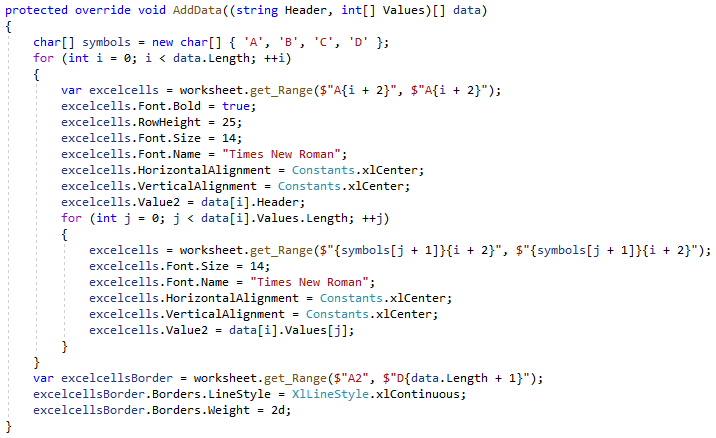 protected override void AddData((string Header, int[] Values)[] data)
{
    char[] symbols = new char[] { 'A', 'B', 'C', 'D' };
    for (int i = 0; i < data.Length; ++i)
    {
        var excelcells = worksheet.get_Range($"A{i + 2}", $"A{i + 2}");
        excelcells.Font.Bold = true;
        excelcells.RowHeight = 25;
        excelcells.Font.Size = 14;
        excelcells.Font.Name = "Times New Roman";
        excelcells.HorizontalAlignment = Constants.xlCenter;
        excelcells.VerticalAlignment = Constants.xlCenter;
        excelcells.Value2 = data[i].Header;
        for (int j = 0; j < data[i].Values.Length; ++j)
        {
            excelcells = worksheet.get_Range($"{symbols[j + 1]}{i + 2}", $"{symbols[j + 1]}{i + 2}");
            excelcells.Font.Size = 14;
            excelcells.Font.Name = "Times New Roman";
            excelcells.HorizontalAlignment = Constants.xlCenter;
            excelcells.VerticalAlignment = Constants.xlCenter;
            excelcells.Value2 = data[i].Values[j];
        }
    }
    var excelcellsBorder = worksheet.get_Range($"A2", $"D{data.Length + 1}");
    excelcellsBorder.Borders.LineStyle = XlLineStyle.xlContinuous;
    excelcellsBorder.Borders.Weight = 2d;
}